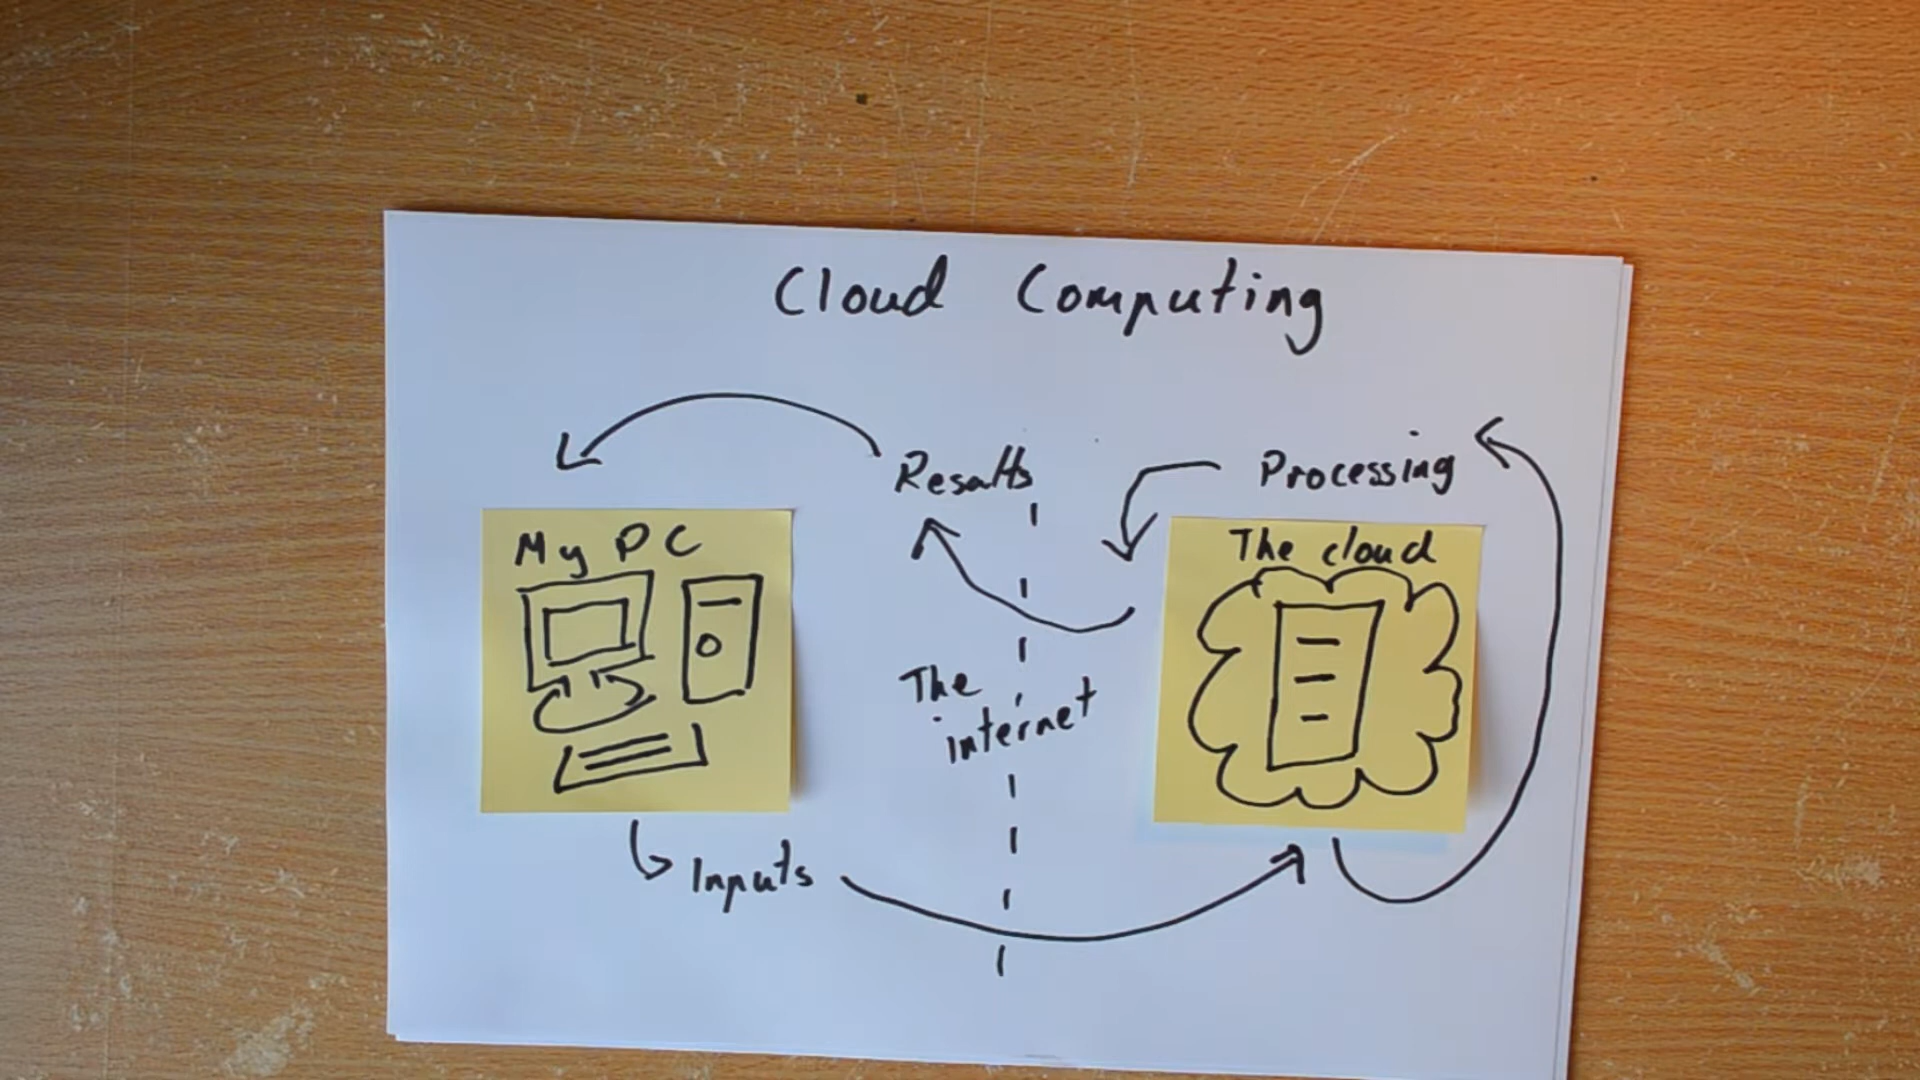 Cloud Computing
Results
Processing
My PC
The cloud
The
internet
Inputs